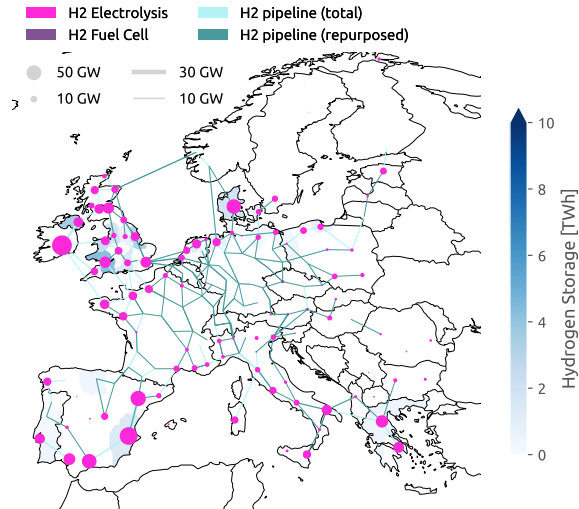 H2 Electrolysis
H2 Fuel Cell
H2 pipeline (total)
H2 pipeline (repurposed)
50 GW
10 GW
30 GW
10 GW
10
8
6
4
2
0
Hydrogen Storage [TWh]